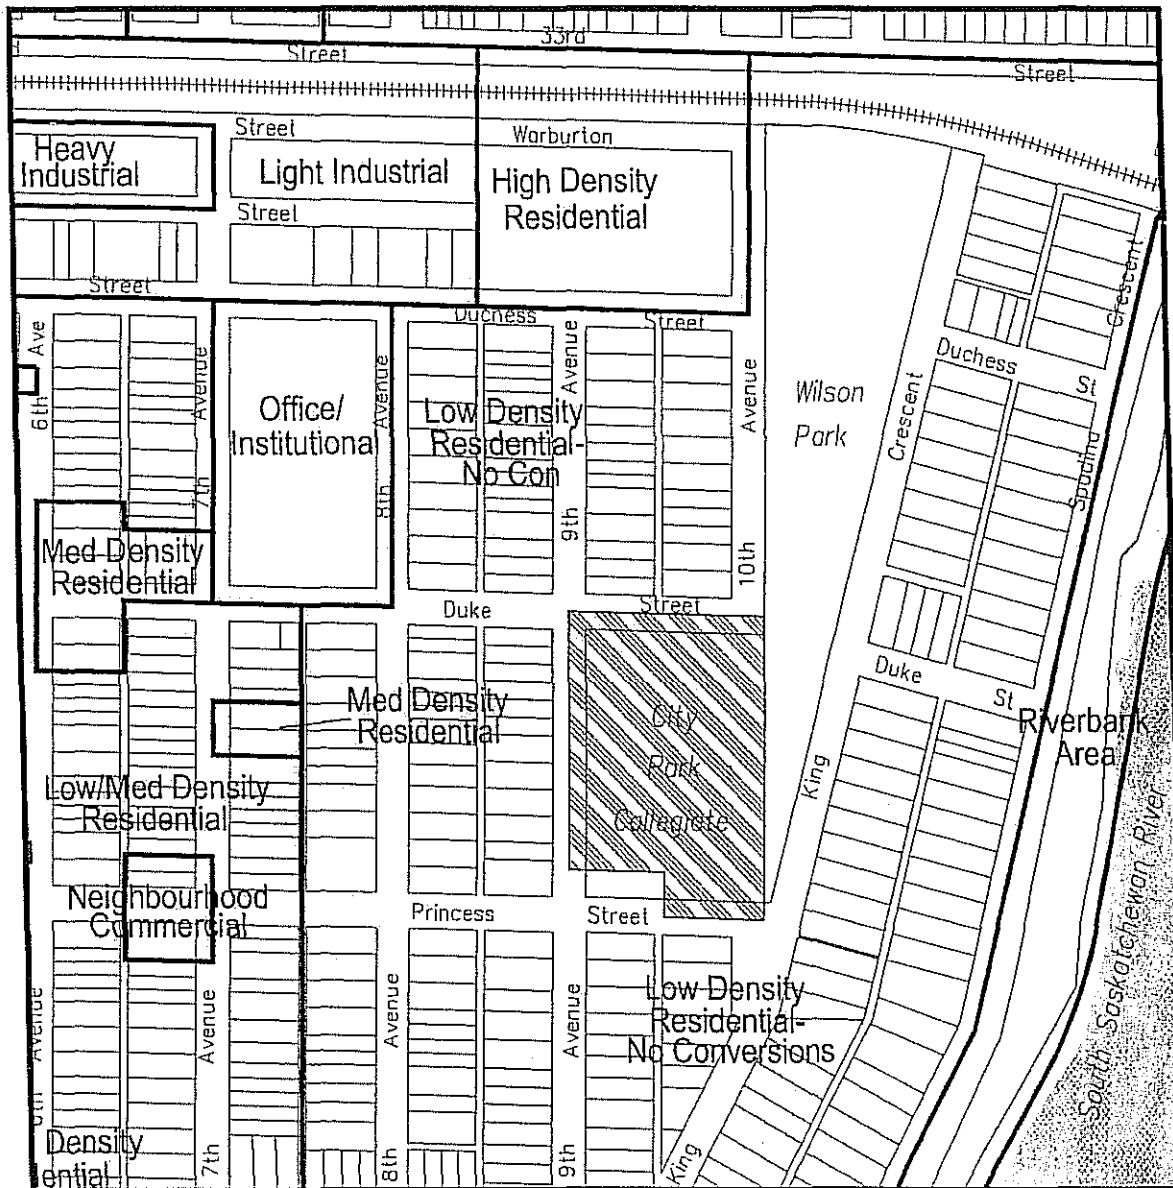 33rd
Street
Street
Street
Warburton
Heavy
Industrial
Light Industrial
High Density
Residential
Street
Street
Crescent
Duchess
Street
6th Ave
Avenue
7th
Office/
Institutional
Avenue
8th
Low Density
Residential-
No Con
Avenue
9th
Avenue
10th
Wilson
Park
Crescent
Duchess
St
Spadina
Med Density
Residential
Duke
Street
Duke
St
Med Density
Residential
City
Park
Collegiate
King
Riverbank
Area
Low/Med Density
Residential
Neighbourhood
Commercial
Princess
Street
Low Density
Residential-
No Conversions
South Saskatchewan River
6th Avenue
Avenue
7th
Avenue
8th
Avenue
9th
King
Density
ential